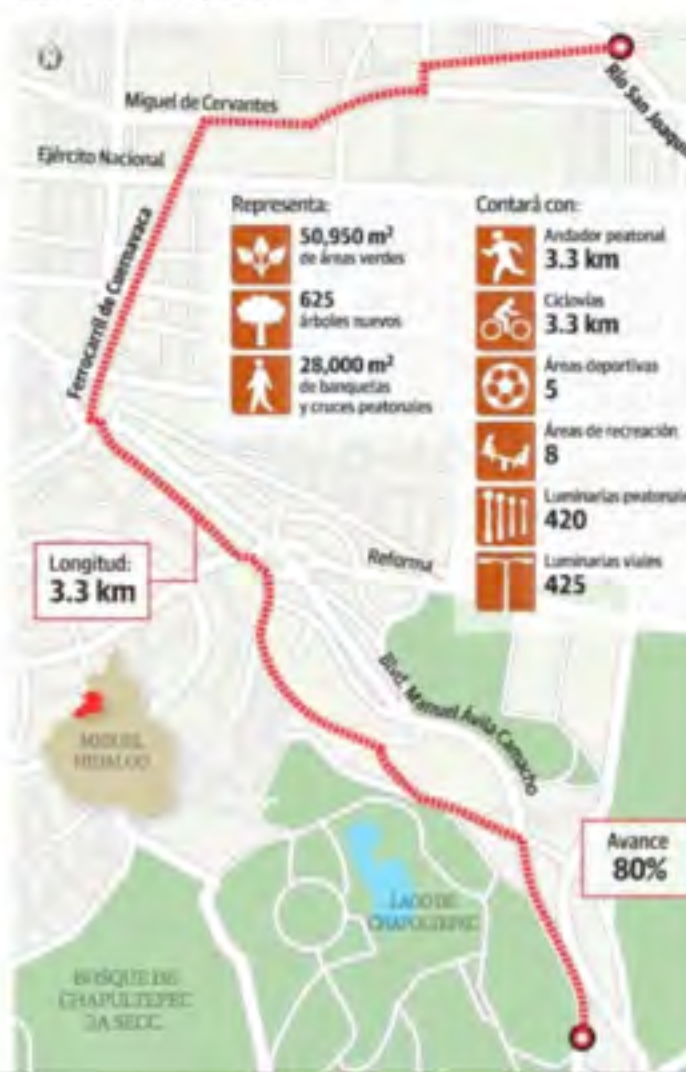 Río San Joaquín
Miguel de Cervantes
Ejército Nacional
Ferrocarril de Cuernavaca
Representa:
50,950 m²
de áreas verdes
625
árboles nuevos
28,000 m²
de banquetas
y cruces peatonales
Contará con:
Andador peatonal
3.3 km
Ciclovías
3.3 km
Áreas deportivas
5
Áreas de recreación
8
Luminarias peatonale
420
Luminarias viales
425
Longitud:
3.3 km
Reforma
Blvd. Manuel Ávila Camacho
MIGUEL
HIDALGO
Avance
80%
LAGO DE
CHAPULTEPEC
BOSQUE DE
CHAPULTEPEC
2A SECC.